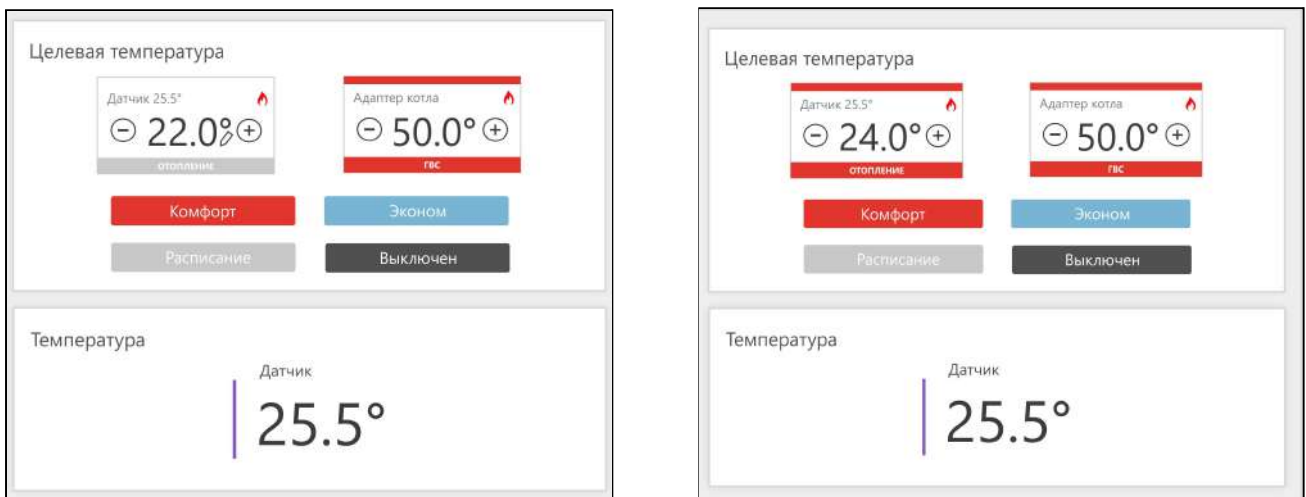 Целевая температура
Датчик 25.5°
22.0°
ОТОПЛЕНИЕ
Адаптер котла
50.0°
ГВС
Комфорт
Эконом
Расписание
Выключен
Температура
Датчик
25.5°
Целевая температура
Датчик 25.5°
24.0°
ОТОПЛЕНИЕ
Адаптер котла
50.0°
ГВС
Комфорт
Эконом
Расписание
Выключен
Температура
Датчик
25.5°